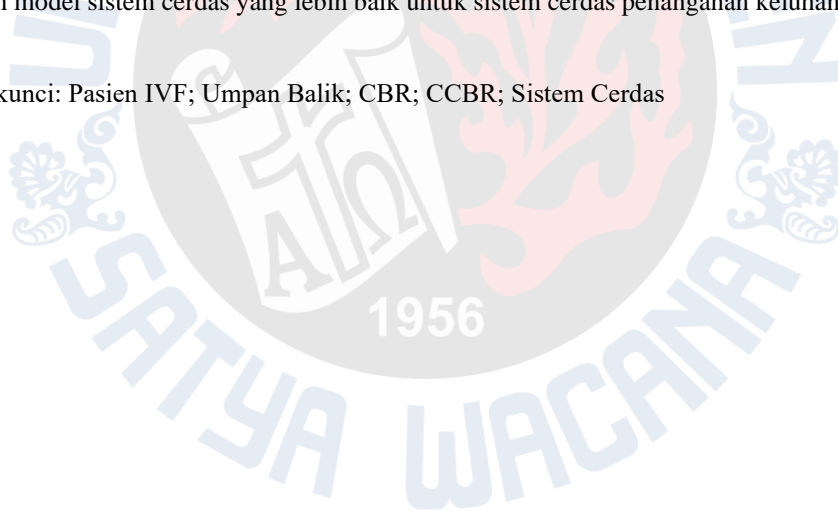 model sistem cerdas yang lebih baik untuk sistem cerdas penanganan keluhan
kunci: Pasien IVF; Umpan Balik; CBR; CCBR; Sistem Cerdas
1956
SATYA WACANA